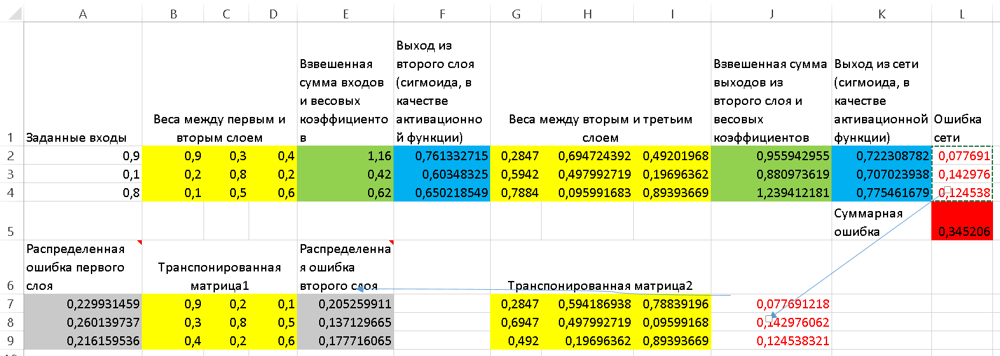 A B C D E F G H I J K L
1 Заданные входы
Веса между первым и
вторым слоем
Взвешенная
сумма входов
и весовых
коэффициенто
в
Выход из
второго слоя
(сигмоида, в
качестве
активационно
й функции)
Веса между вторым и третьим
слоем
Взвешенная сумма
выходов из
второго слоя и
весовых
коэффициентов
Выход из сети
(сигмоида, в
качестве
активационной
функции)
Ошибка
сети
2 0,9 0,9 0,3 0,4 1,16 0,761332715 0,2847 0,694724392 0,49201968 0,955942955 0,722308782 0,077691
3 0,1 0,2 0,8 0,2 0,42 0,60348325 0,5942 0,497992719 0,19696362 0,880973619 0,707023938 0,142976
4 0,8 0,1 0,5 0,6 0,62 0,650218549 0,7884 0,095991683 0,89393669 1,239412181 0,775461679 0,124538
5
Суммарная
ошибка
0,345206
6
Распределенная
ошибка первого
слоя
Транспонированная
матрица1
Распределенна
я ошибка
второго слоя
Транспонированная матрица2
7 0,229931459 0,9 0,2 0,1 0,205259911 0,2847 0,594186938 0,78839196 0,077691218
8 0,260139737 0,3 0,8 0,5 0,137129665 0,6947 0,497992719 0,09599168 0,142976062
9 0,216159536 0,4 0,2 0,6 0,177716065 0,492 0,19696362 0,89393669 0,124538321